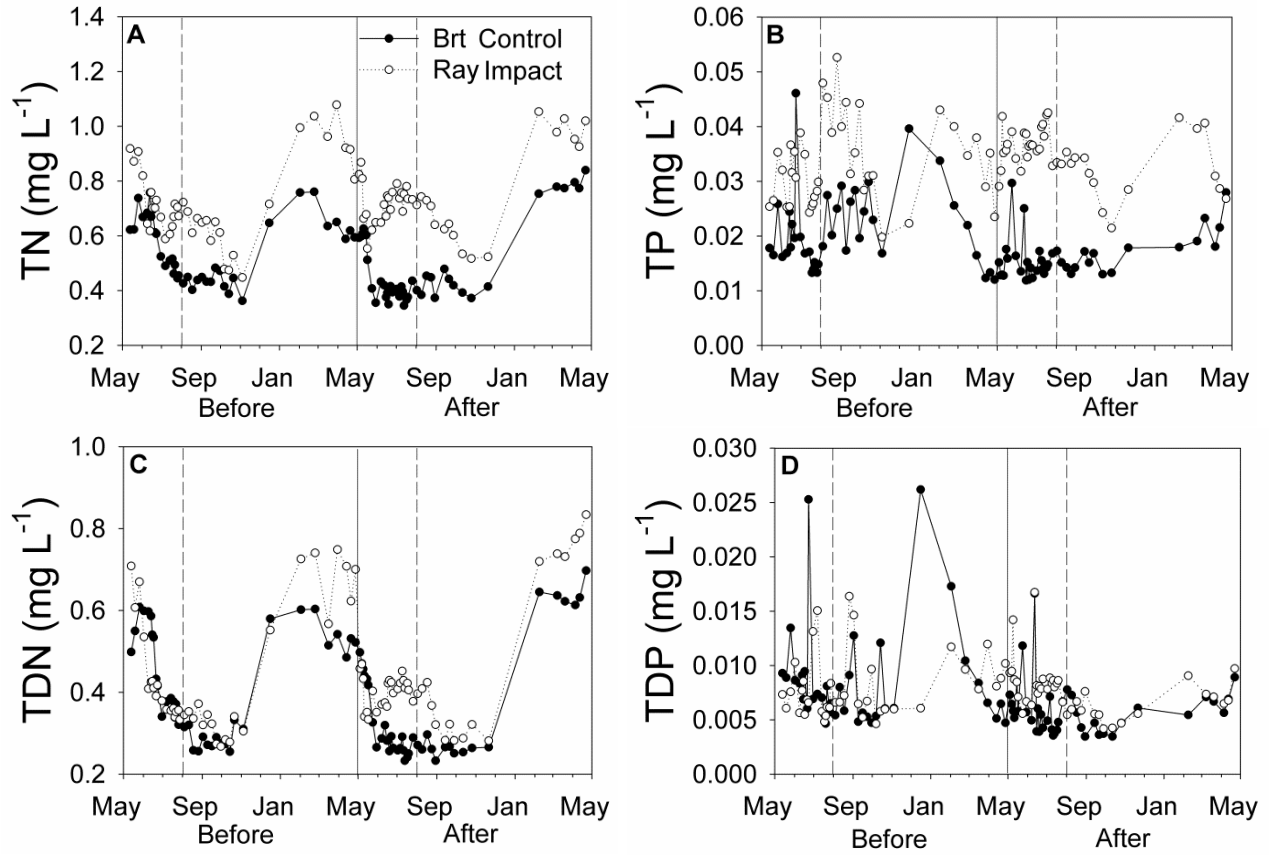 A
Brt Control
Ray Impact
TN (mg L-1)
1.4
1.2
1.0
0.8
0.6
0.4
0.2
May Sep Jan May Sep Jan May
Before After
B
TP (mg L-1)
0.06
0.05
0.04
0.03
0.02
0.01
0.00
May Sep Jan May Sep Jan May
Before After
C
TDN (mg L-1)
1.0
0.8
0.6
0.4
0.2
May Sep Jan May Sep Jan May
Before After
D
TDP (mg L-1)
0.030
0.025
0.020
0.015
0.010
0.005
0.000
May Sep Jan May Sep Jan May
Before After